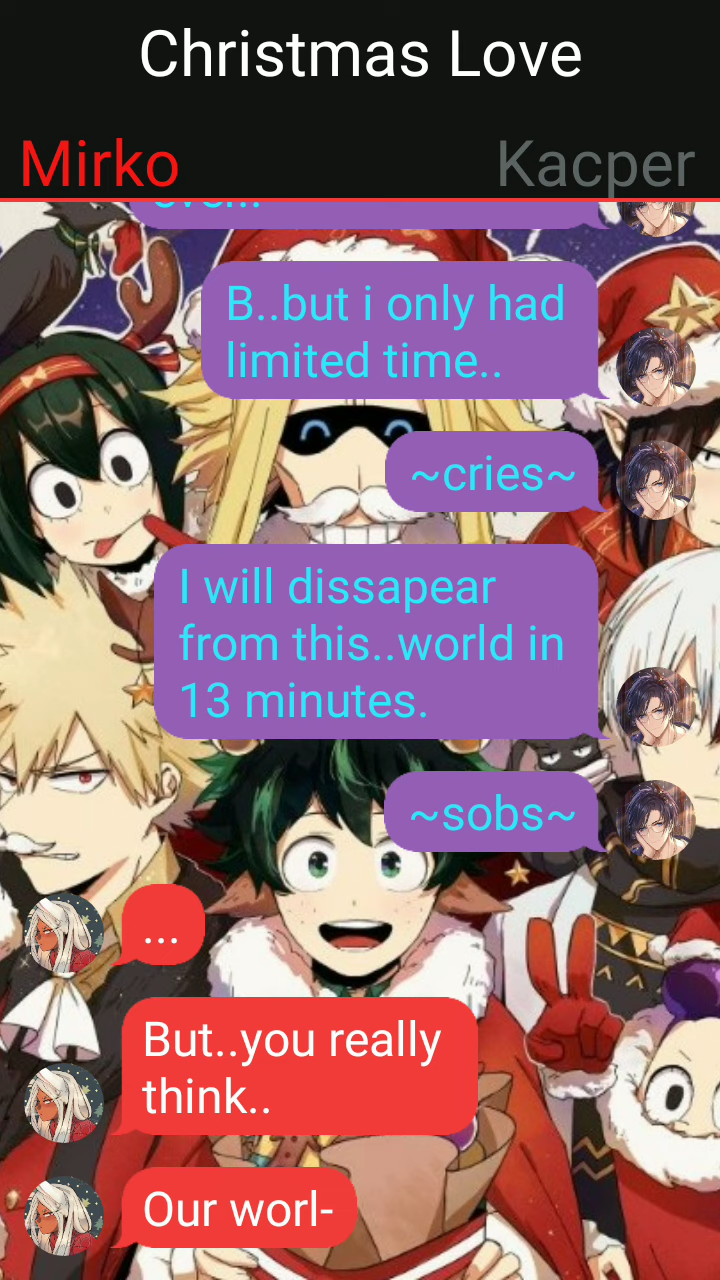 Christmas Love
Mirko
Kacper
B..but i only had
limited time..
~cries~
I will dissapear
from this..world in
13 minutes.
~sobs~
...
But..you really
think..
Our worl-